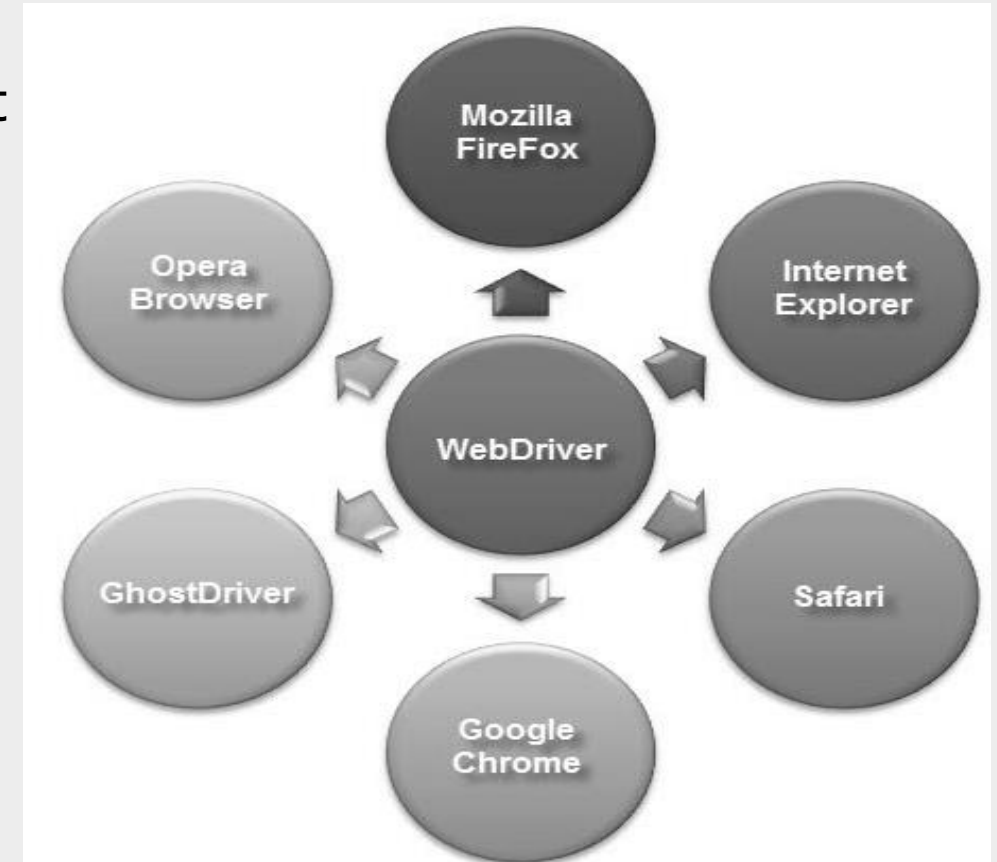 t
Mozilla
FireFox
Opera
Browser
Internet
Explorer
WebDriver
GhostDriver
Safari
Google
Chrome